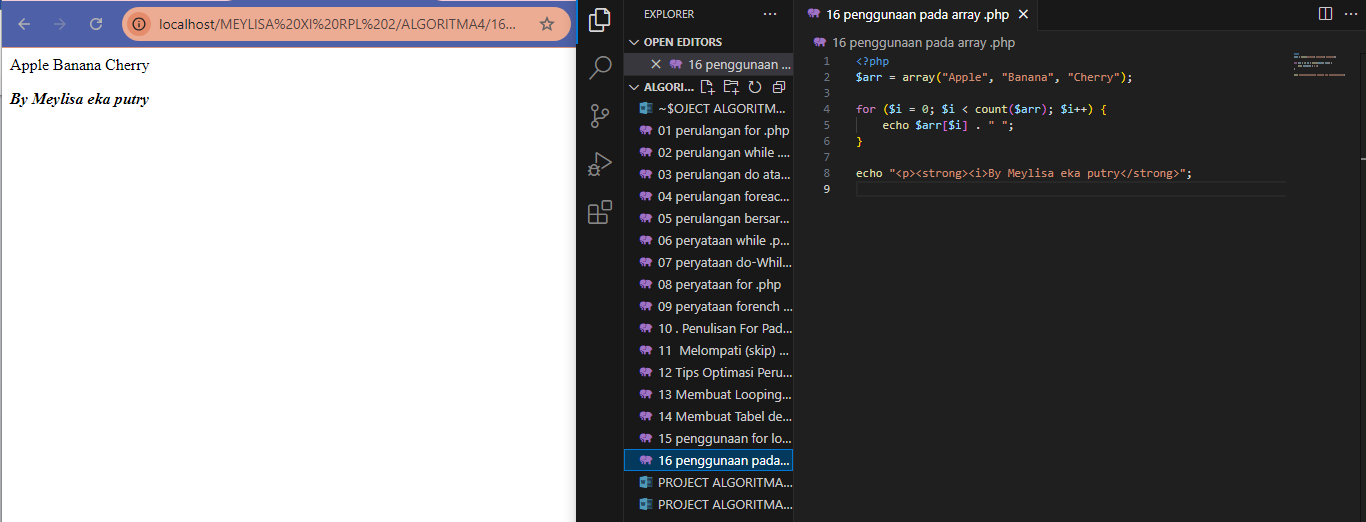 localhost/MEYLISA%20XI%20RPL%202/ALGORITMA4/16...
Apple Banana Cherry
By Meylisa eka putry
EXPLORER
OPEN EDITORS
16 penggunaan ...
ALGORI...
~$OJECT ALGORITM...
01 perulangan for .php
02 perulangan while ....
03 perulangan do ata...
04 perulangan foreac...
05 perulangan bersar...
06 peryataan while .p...
07 peryataan do-Whil...
08 peryataan for .php
09 peryataan forench ...
10 . Penulisan For Pad...
11  Melompati (skip) ...
12 Tips Optimasi Peru...
13 Membuat Looping...
14 Membuat Tabel de...
15 penggunaan for lo...
16 penggunaan pada...
PROJECT ALGORITMA...
PROJECT ALGORITMA...
16 penggunaan pada array .php
16 penggunaan pada array .php
1 <?php
2 $arr = array("Apple", "Banana", "Cherry");
3
4 for ($i = 0; $i < count($arr); $i++) {
5     echo $arr[$i] . " ";
6 }
7
8 echo "<p><strong><i>By Meylisa eka putry</strong>";
9